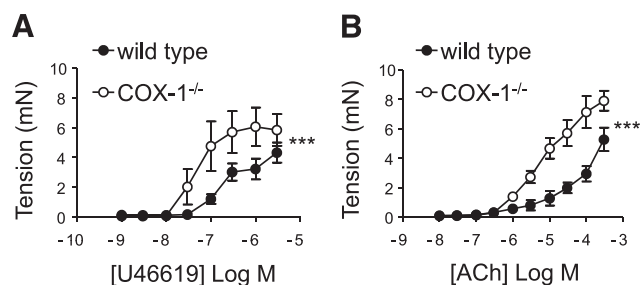 A
wild type
COX-1-/-
Tension (mN)
10
8
6
4
2
0
***
-10 -9 -8 -7 -6 -5
[U46619] Log M
B
wild type
COX-1-/-
Tension (mN)
10
8
6
4
2
0
***
-9 -8 -7 -6 -5 -4 -3
[ACh] Log M